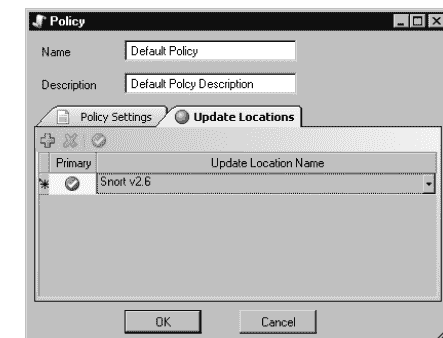 Policy
Name Default Policy
Description Default Polcy Description
Policy Settings Update Locations
Primary Update Location Name
Snort v2.6
OK Cancel